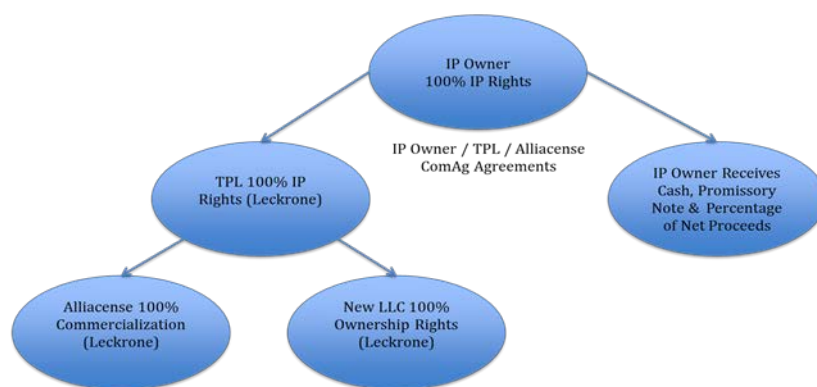 IP Owner
100% IP Rights
IP Owner / TPL / Alliacense
ComAg Agreements
TPL 100% IP
Rights (Leckrone)
IP Owner Receives
Cash, Promissory
Note & Percentage
of Net Proceeds
Alliacense 100%
Commercialization
(Leckrone)
New LLC 100%
Ownership Rights
(Leckrone)